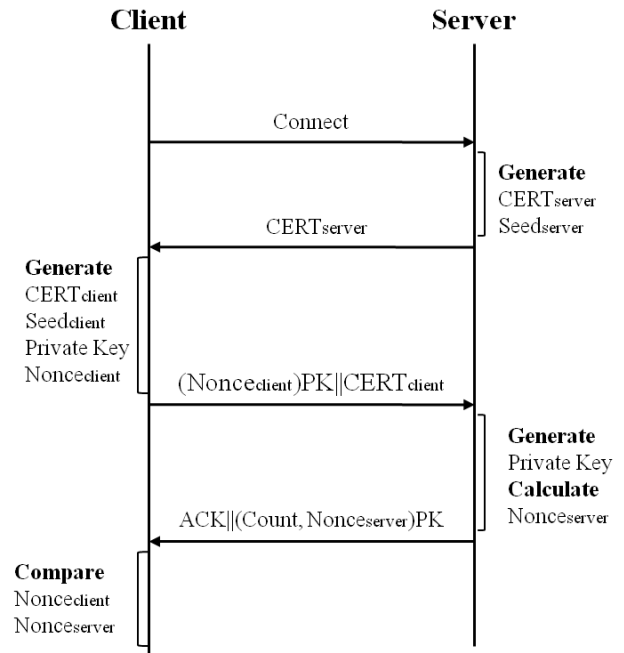 Client Server
Connect
Generate
CERTserver
Seedserver
CERTserver
Generate
CERTclient
Seedclient
Private Key
Nonceclient
(Nonceclient)PK||CERTclient
Generate
Private Key
Calculate
Nonceserver
ACK||(Count, Nonceserver)PK
Compare
Nonceclient
Nonceserver